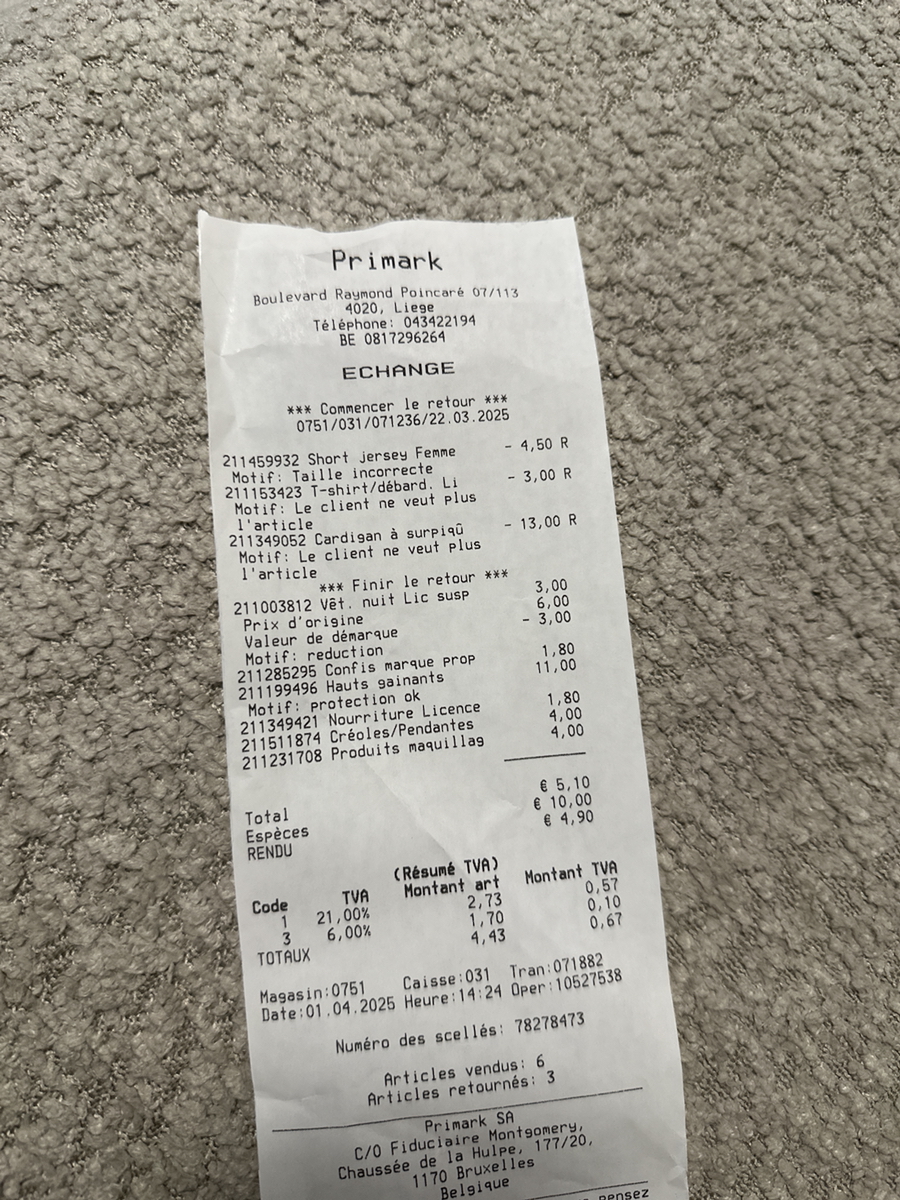 Primark
Boulevard Raymond Poincaré 07/113
4020, Liege
Téléphone: 043422194
BE 0817296264
ECHANGE
*** Commencer le retour ***
0751/031/071236/22.03.2025
211459932 Short jersey Femme - 4,50 R
Motif: Taille incorrecte
211153423 T-shirt/débard. Li - 3,00 R
Motif: Le client ne veut plus
l'article
211349052 Cardigan à surpiqû - 13,00 R
Motif: Le client ne veut plus
l'article
*** Finir le retour ***
211003812 Vêt. nuit Lic susp 3,00
Prix d'origine 6,00
Valeur de démarque - 3,00
Motif: reduction
211285295 Confis marque prop 1,80
211199496 Hauts gainants 11,00
Motif: protection ok
211349421 Nourriture Licence 1,80
211511874 Créoles/Pendantes 4,00
211231708 Produits maquillag 4,00
Total € 5,10
Espèces € 10,00
RENDU € 4,90
(Résumé TVA)
Code TVA Montant art Montant TVA
1 21,00% 2,73 0,57
3 6,00% 1,70 0,10
TOTAUX 4,43 0,67
Magasin:0751 Caisse:031 Tran:071882
Date:01.04.2025 Heure:14:24 Oper:10527538
Numéro des scellés: 78278473
Articles vendus: 6
Articles retournés: 3
Primark SA
C/O Fiduciaire Montgomery,
Chaussée de la Hulpe, 177/20,
1170 Bruxelles
Belgique
pensez